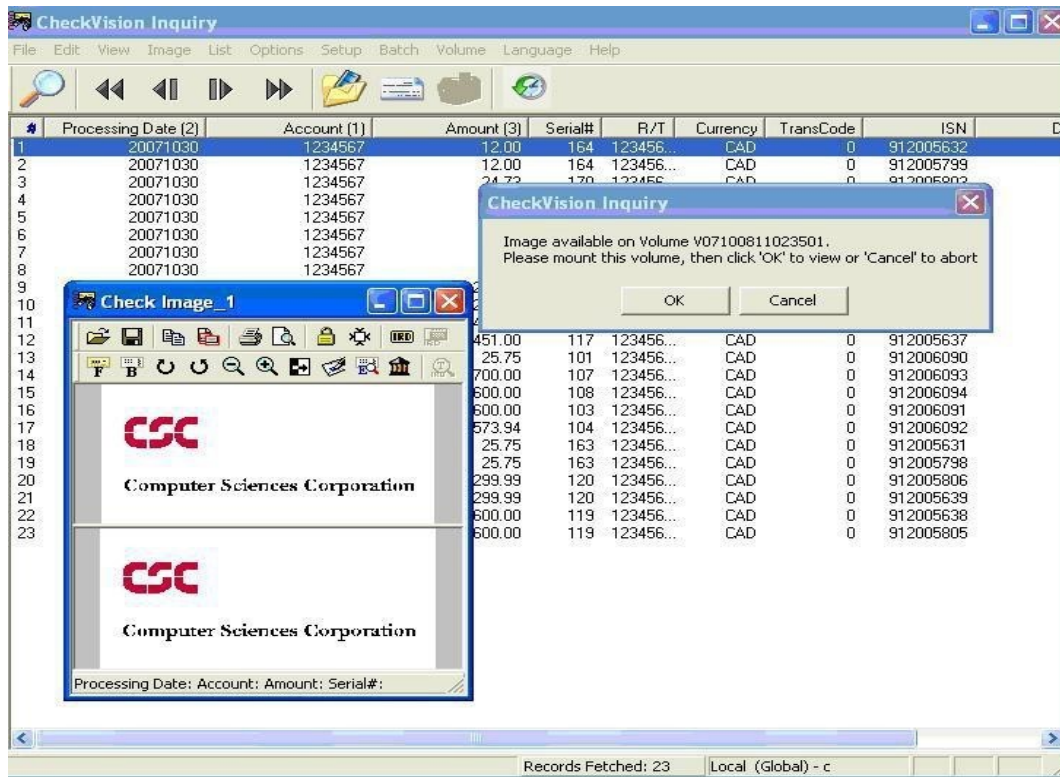 CheckVision Inquiry
File Edit View Image List Options Setup Batch Volume Language Help
# Processing Date (2) Account (1) Amount (3) Serial# R/T Currency TransCode ISN
1 20071030 1234567 12.00 164 123456... CAD 0 912005632
2 20071030 1234567 12.00 164 123456... CAD 0 912005799
3 20071030 1234567 24.73 170 123456 CAD 0 912005803
4 20071030 1234567
5 20071030 1234567
6 20071030 1234567
7 20071030 1234567
8 20071030 1234567
9
10
11
12 451.00 117 123456... CAD 0 912005637
13 25.75 101 123456... CAD 0 912006090
14 700.00 107 123456... CAD 0 912006093
15 600.00 108 123456... CAD 0 912006094
16 600.00 103 123456... CAD 0 912006091
17 573.94 104 123456... CAD 0 912006092
18 25.75 163 123456... CAD 0 912005631
19 25.75 163 123456... CAD 0 912005798
20 299.99 120 123456... CAD 0 912005806
21 299.99 120 123456... CAD 0 912005639
22 600.00 119 123456... CAD 0 912005638
23 600.00 119 123456... CAD 0 912005805
CheckVision Inquiry
Image available on Volume V07100811023501.
Please mount this volume, then click 'OK' to view or 'Cancel' to abort
OK Cancel
Check Image_1
IRD
F B
CSC
Computer Sciences Corporation
CSC
Computer Sciences Corporation
Processing Date: Account: Amount: Serial#:
Records Fetched: 23 Local (Global) - c